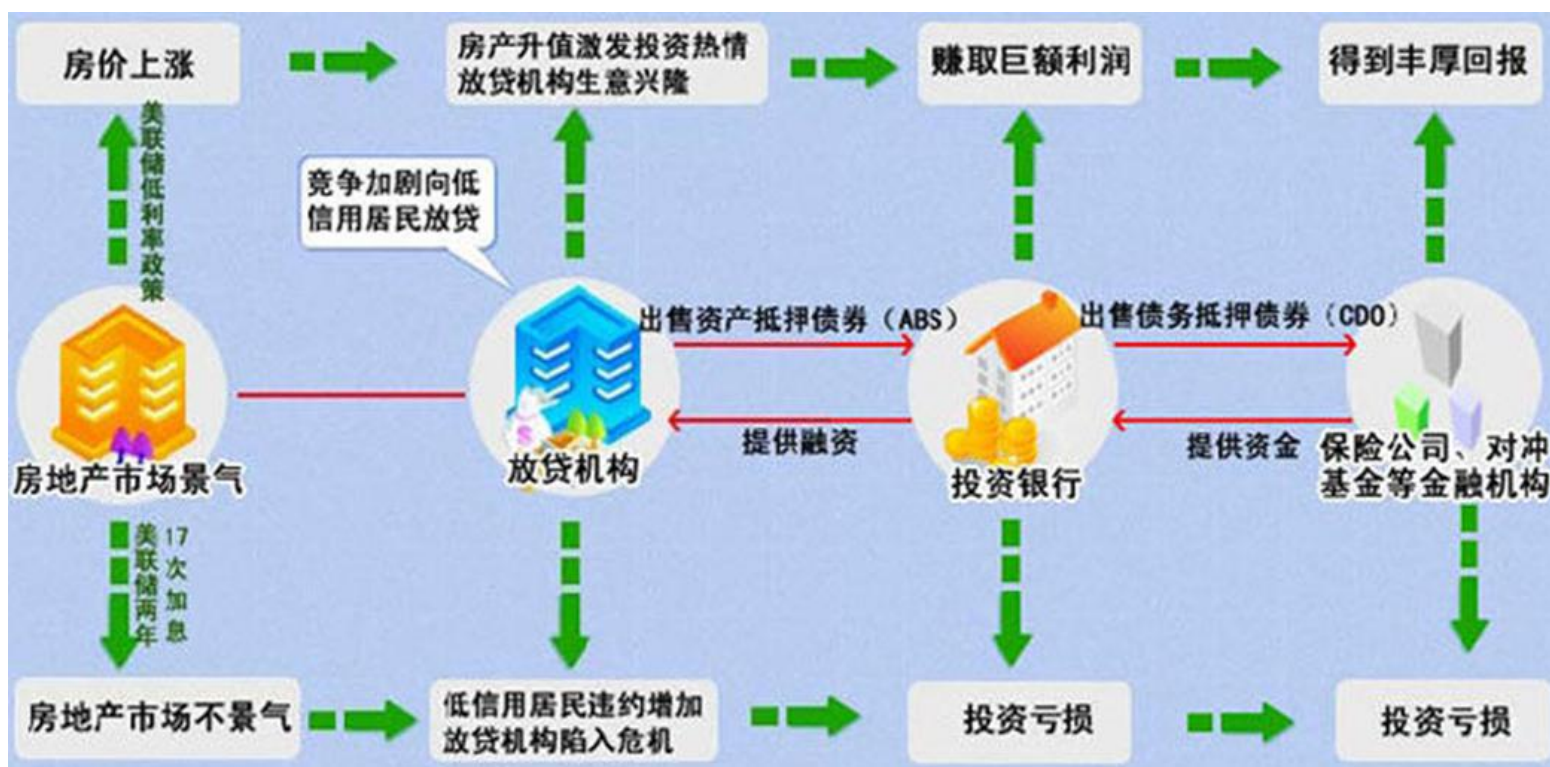 房价上涨
房产升值激发投资热情
放贷机构生意兴隆
赚取巨额利润
得到丰厚回报
美联储低利率政策
竞争加剧向低
信用居民放贷
出售资产抵押债券（ABS）
出售债务抵押债券（CDO）
提供融资
提供资金
房地产市场景气
放贷机构
投资银行
保险公司、对冲
基金等金融机构
美联储两年
17次加息
房地产市场不景气
低信用居民违约增加
放贷机构陷入危机
投资亏损
投资亏损